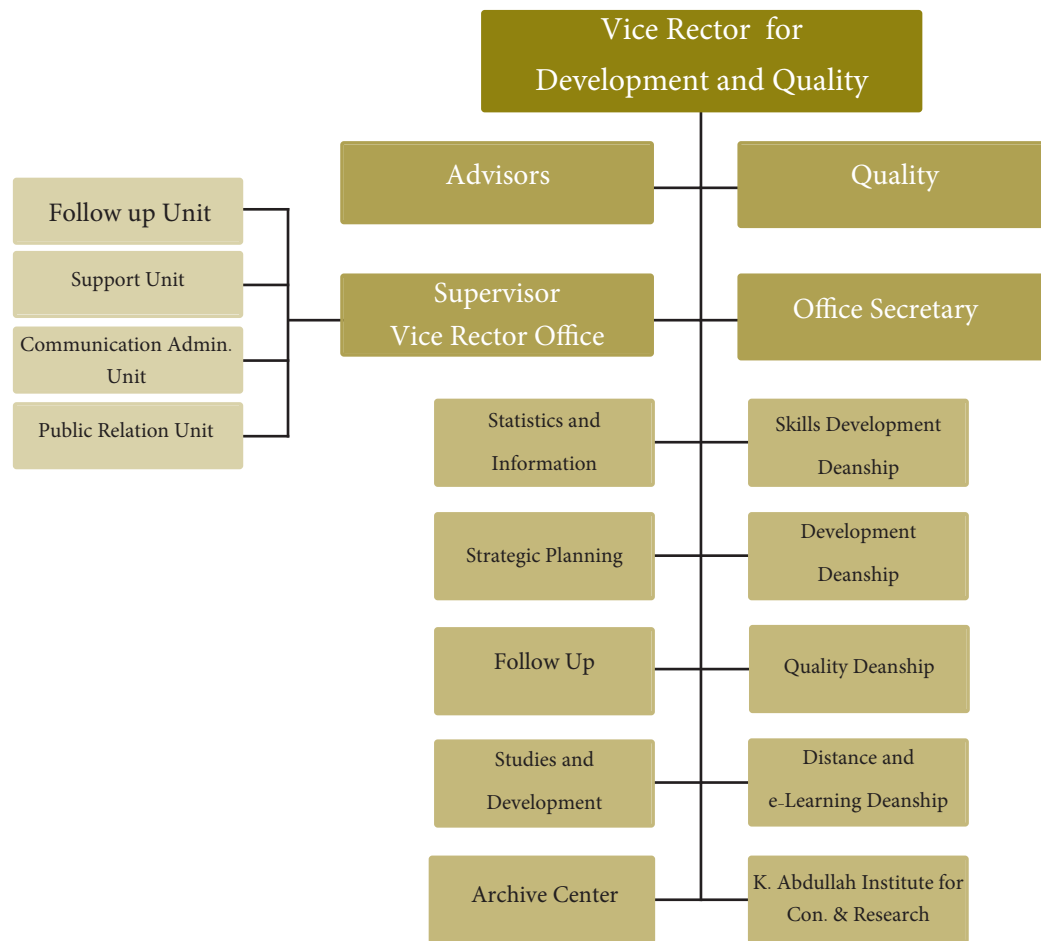 Vice Rector for
Development and Quality
Advisors
Quality
Follow up Unit
Support Unit
Communication Admin.
Unit
Public Relation Unit
Supervisor
Vice Rector Office
Office Secretary
Statistics and
Information
Skills Development
Deanship
Strategic Planning
Development
Deanship
Follow Up
Quality Deanship
Studies and
Development
Distance and
e-Learning Deanship
Archive Center
K. Abdullah Institute for
Con. & Research